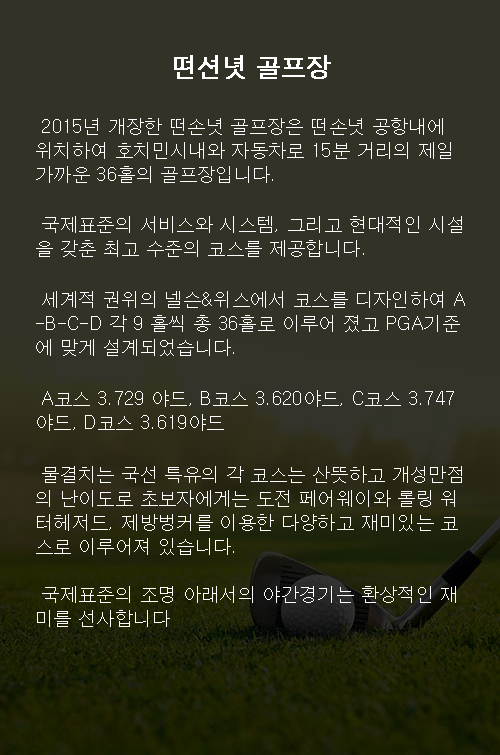 떤션녓 골프장
2015년 개장한 떤손녓 골프장은 떤손녓 공항내에
위치하여 호치민시내와 자동차로 15분 거리의 제일
가까운 36홀의 골프장입니다.
국제표준의 서비스와 시스템, 그리고 현대적인 시설
을 갖춘 최고 수준의 코스를 제공합니다.
세계적 권위의 넬슨&위스에서 코스를 디자인하여 A
-B-C-D 각 9 홀씩 총 36홀로 이루어 졌고 PGA기준
에 맞게 설계되었습니다.
A코스 3.729 야드, B코스 3.620야드, C코스 3.747
야드, D코스 3.619야드
물결치는 국선 특유의 각 코스는 산뜻하고 개성만점
의 난이도로 초보자에게는 도전 페어웨이와 롤링 워
터헤저드, 제방벙커를 이용한 다양하고 재미있는 코
스로 이루어져 있습니다.
국제표준의 조명 아래서의 야간경기는 환상적인 재
미를 선사합니다